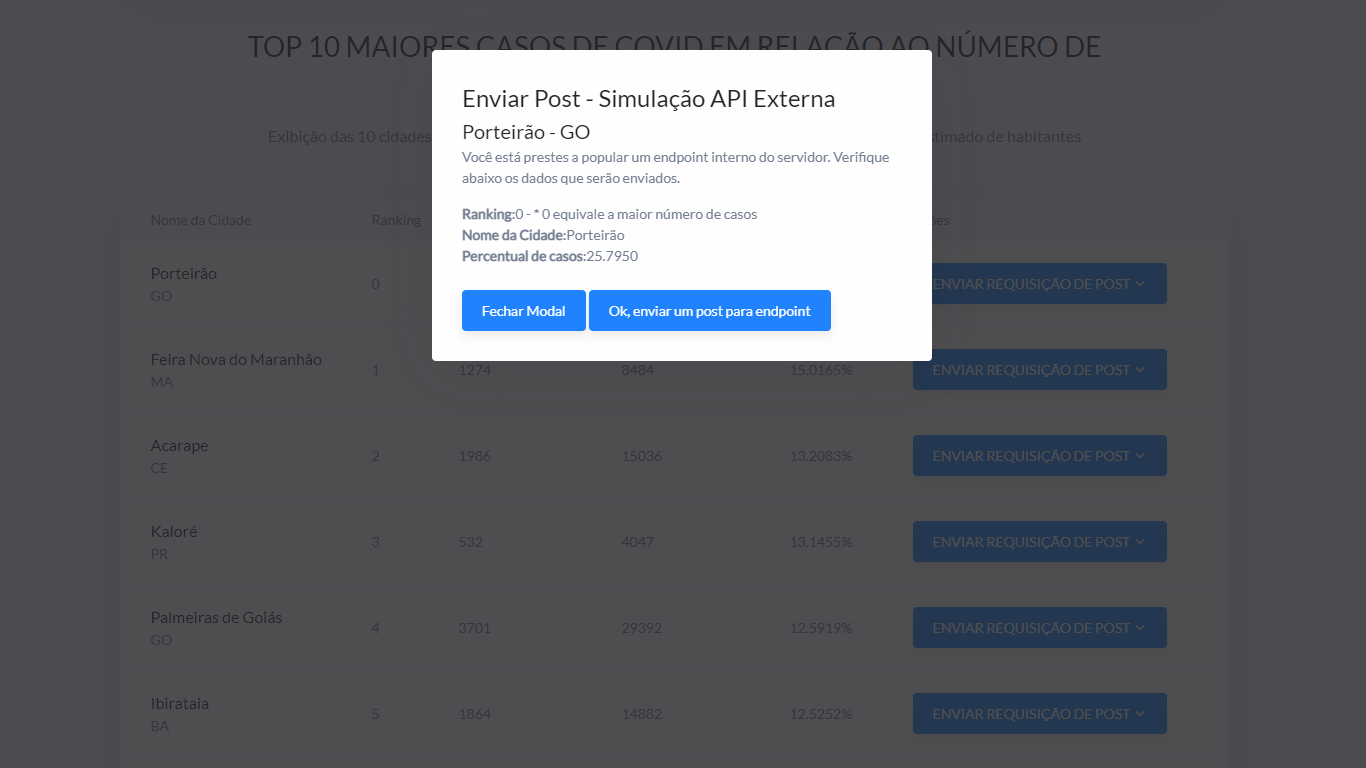 TOP 10 MAIORES CASOS DE COVID EM RELAÇÃO AO NÚMERO DE
Enviar Post - Simulação API Externa
Porteirão - GO
Exibição das 10 cidades
Você está prestes a popular um endpoint interno do servidor. Verifique
abaixo os dados que serão enviados.
de habitantes
Ranking:0 - * 0 equivale a maior número de casos
Nome da Cidade:Porteirão
Percentual de casos:25.7950
Fechar Modal Ok, enviar um post para endpoint
Nome da Cidade Ranking
Porteirão
GO
0 ENVIAR REQUISIÇÃO DE POST
Feira Nova do Maranhão
MA
1 1274 8484 15.0165% ENVIAR REQUISIÇÃO DE POST
Acarape
CE
2 1986 15036 13.2083% ENVIAR REQUISIÇÃO DE POST
Kaloré
PR
3 532 4047 13.1455% ENVIAR REQUISIÇÃO DE POST
Palmeiras de Goiás
GO
4 3701 29392 12.5919% ENVIAR REQUISIÇÃO DE POST
Ibirataia
BA
5 1864 14882 12.5252% ENVIAR REQUISIÇÃO DE POST